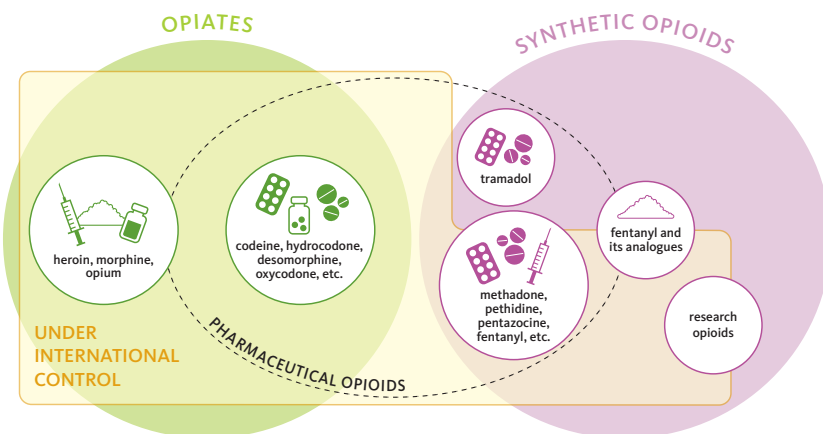 OPIATES
SYNTHETIC OPIOIDS
tramadol
heroin, morphine,
opium
codeine, hydrocodone,
desomorphine,
oxycodone, etc.
fentanyl and
its analogues
methadone,
pethidine,
pentazocine,
fentanyl, etc.
research
opioids
UNDER
INTERNATIONAL
CONTROL
PHARMACEUTICAL OPIOIDS